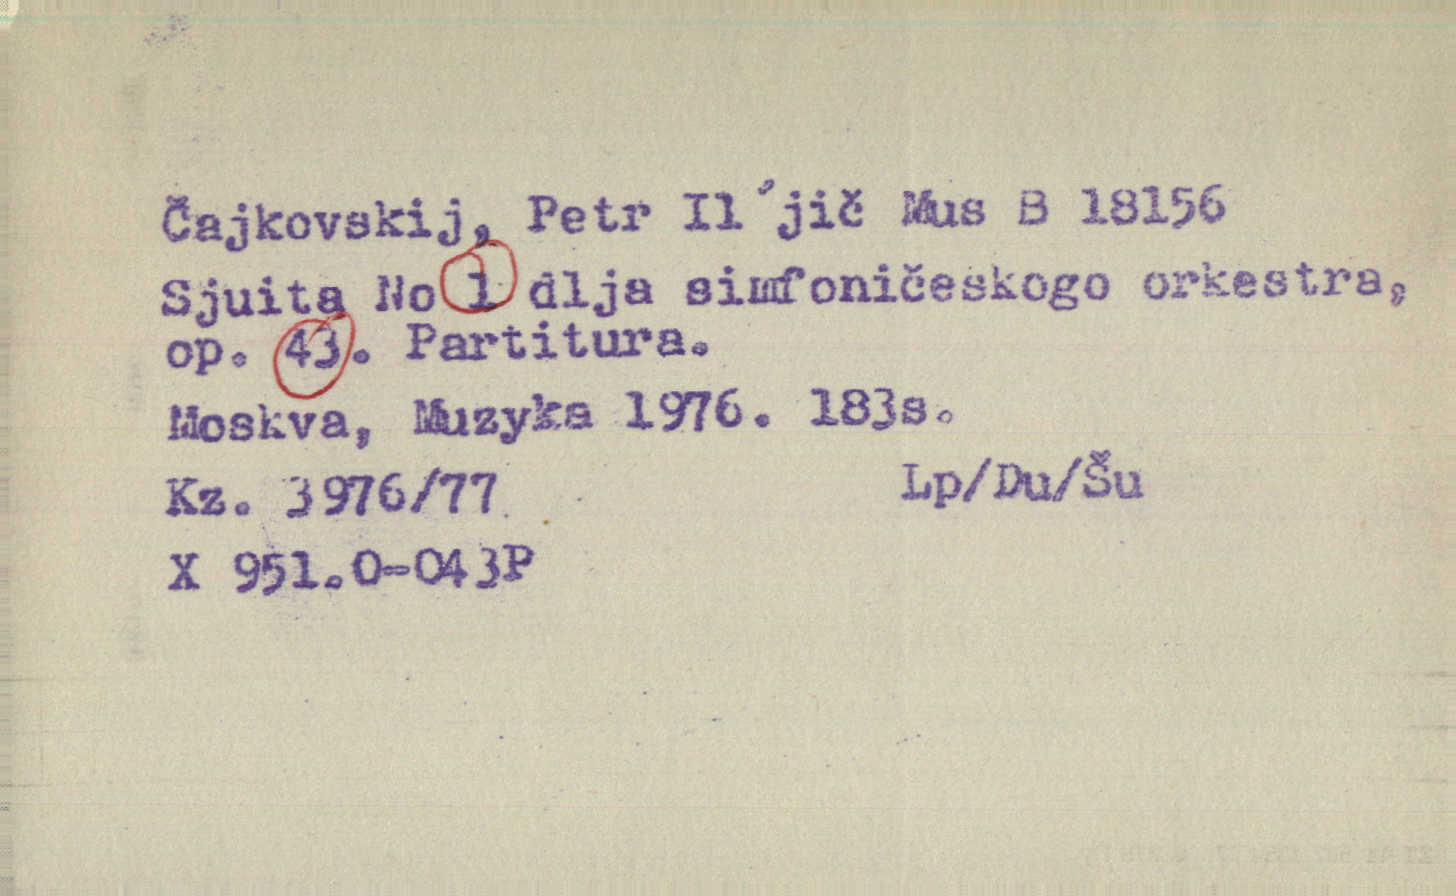 Čajkovskij, Petr Il´jič Mus B 18156
Sjuita No 1 dlja simfoničeskogo orkestra,
op. 43. Partitura.
Moskva, Muzyka 1976. 183s.
Kz. 3976/77 Lp/Du/Šu
X 951.0-043P